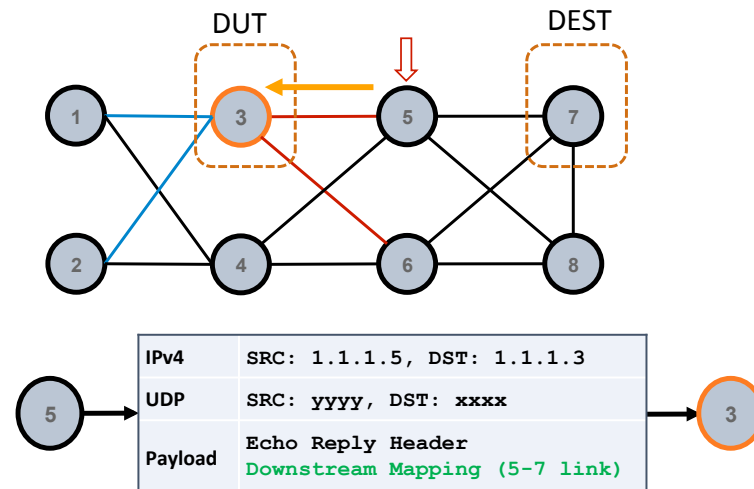 DUT
DEST
1
3
5
7
2
4
6
8
IPv4 SRC: 1.1.1.5, DST: 1.1.1.3
UDP SRC: yyyy, DST: xxxx
5
3
Payload
Echo Reply Header
Downstream Mapping (5-7 link)